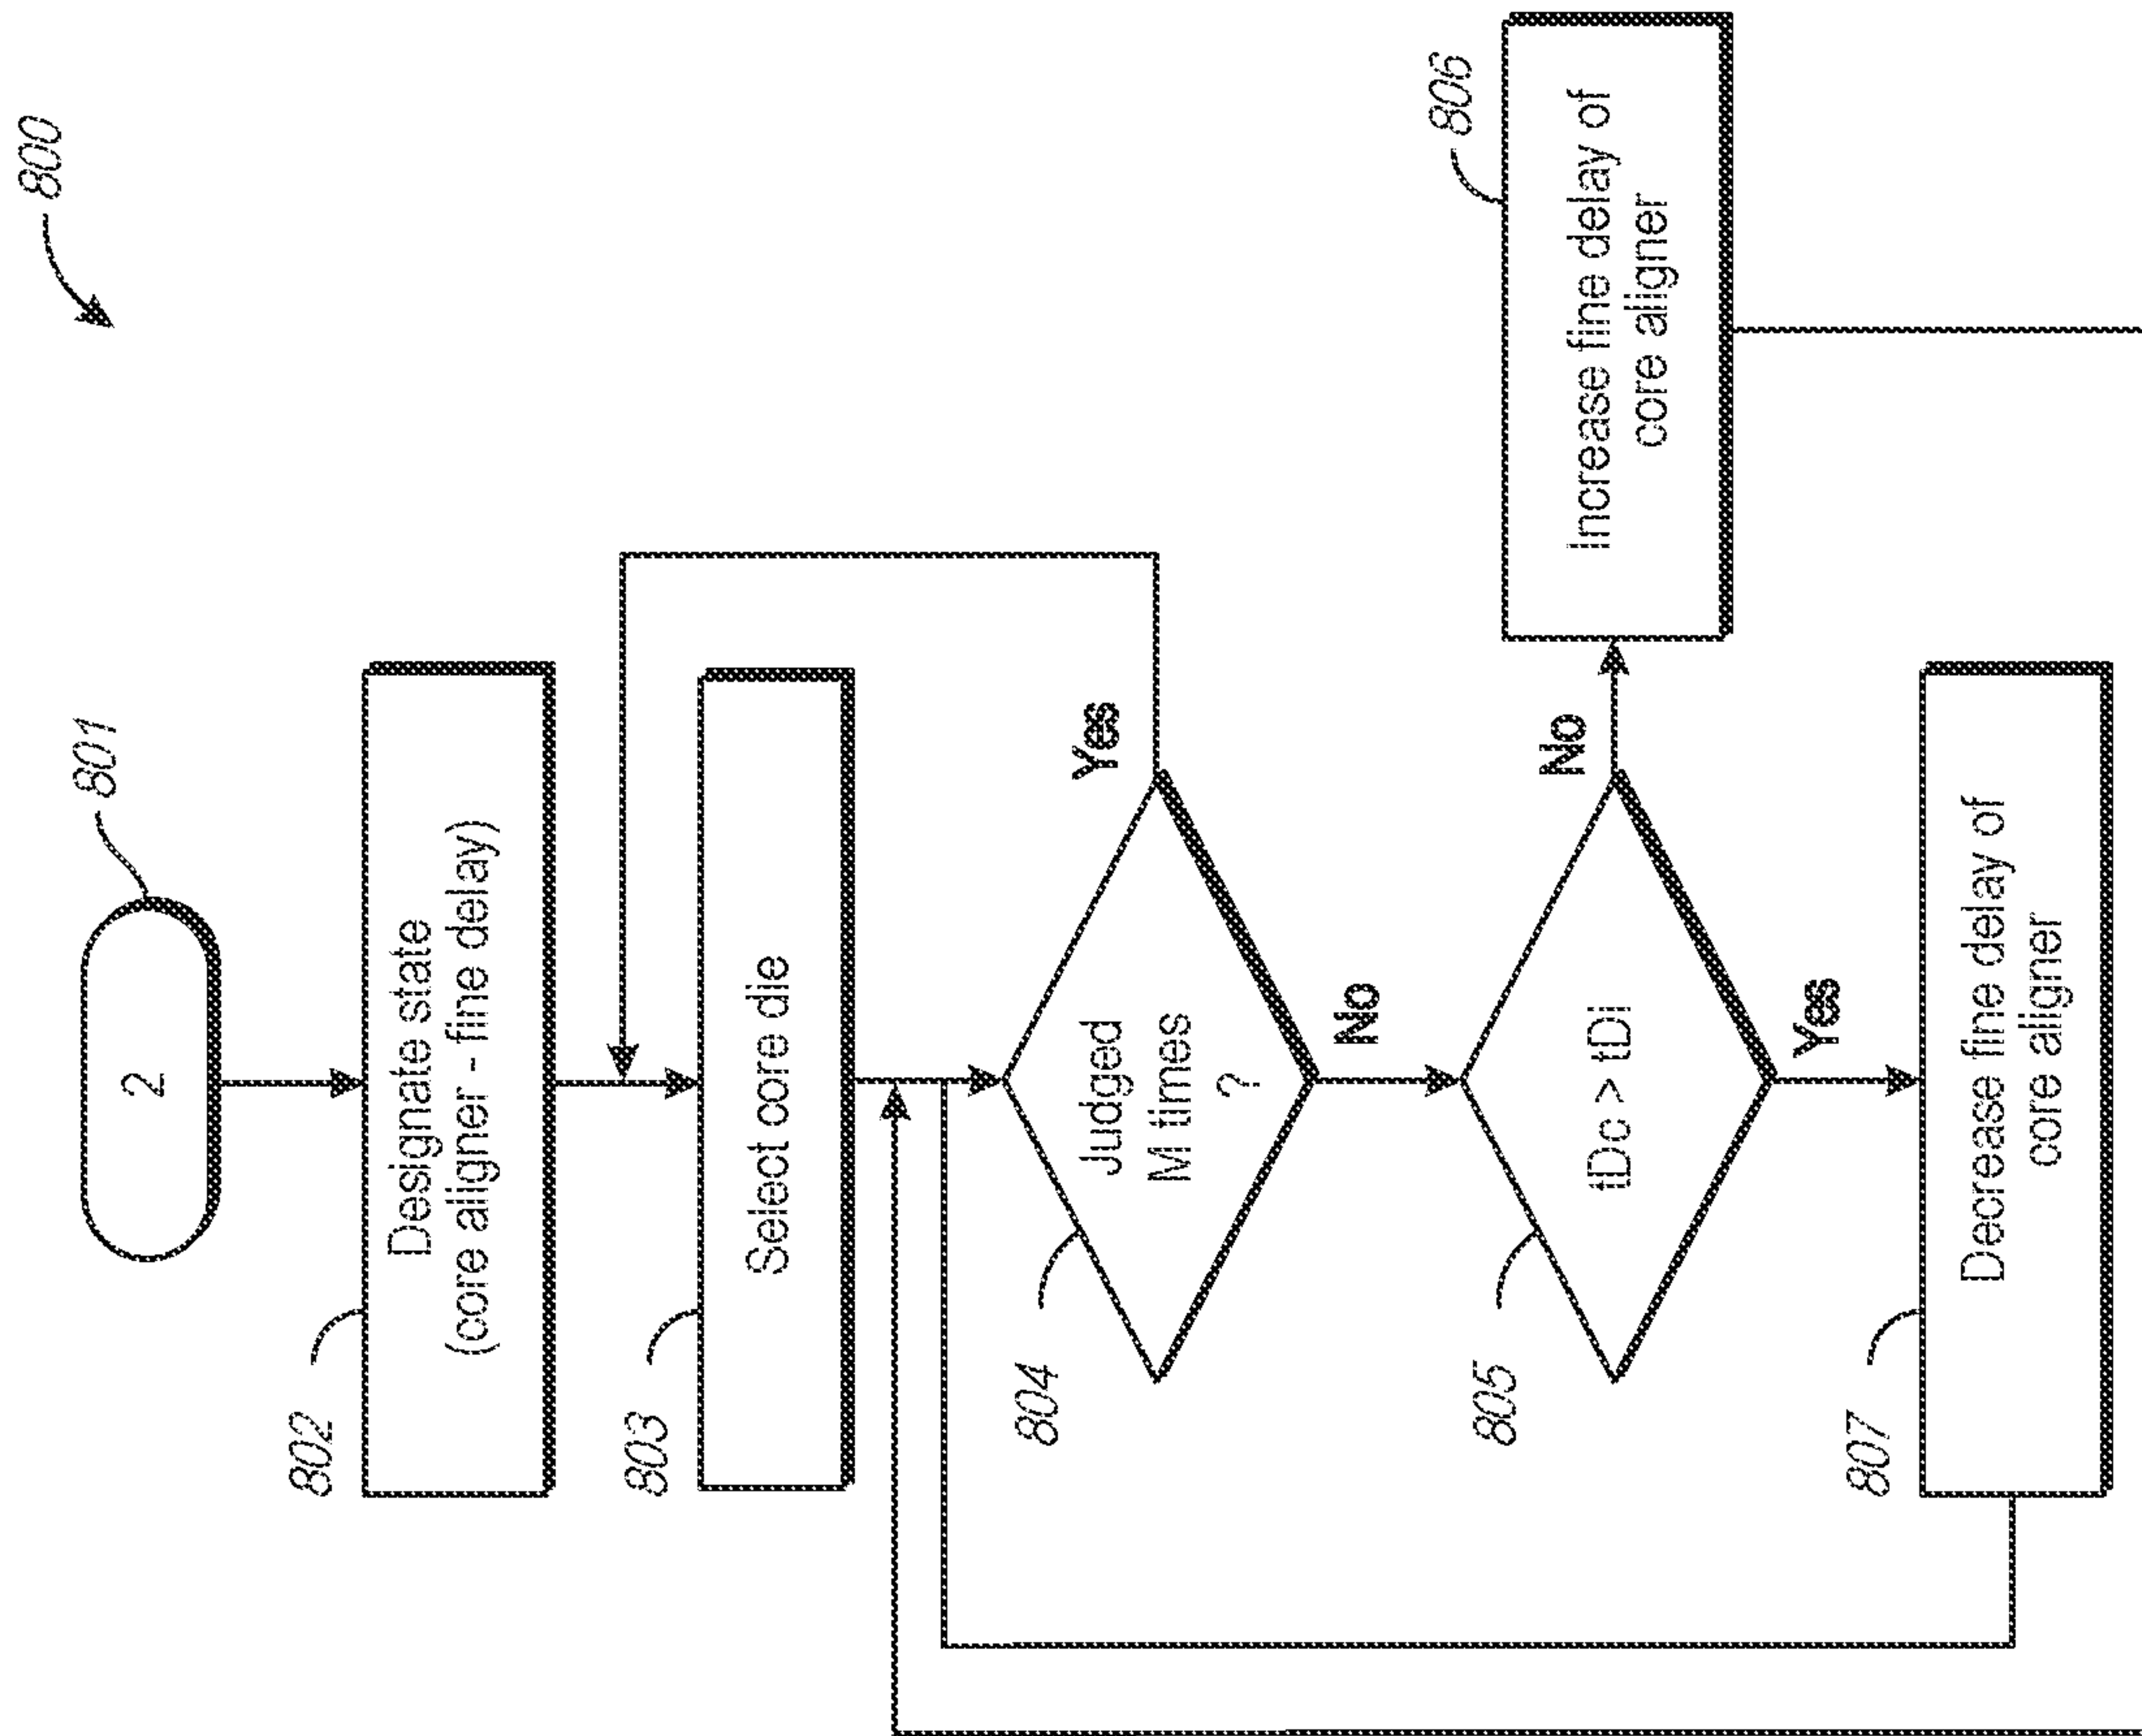 800
801
2
802
Designate state
(core aligner - fine delay)
803
Select core die
804
Judged
M times
?
Yes
No
805
tDc > tDi
No
806
Increase fine delay of
core aligner
Yes
807
Decrease fine delay of
core aligner